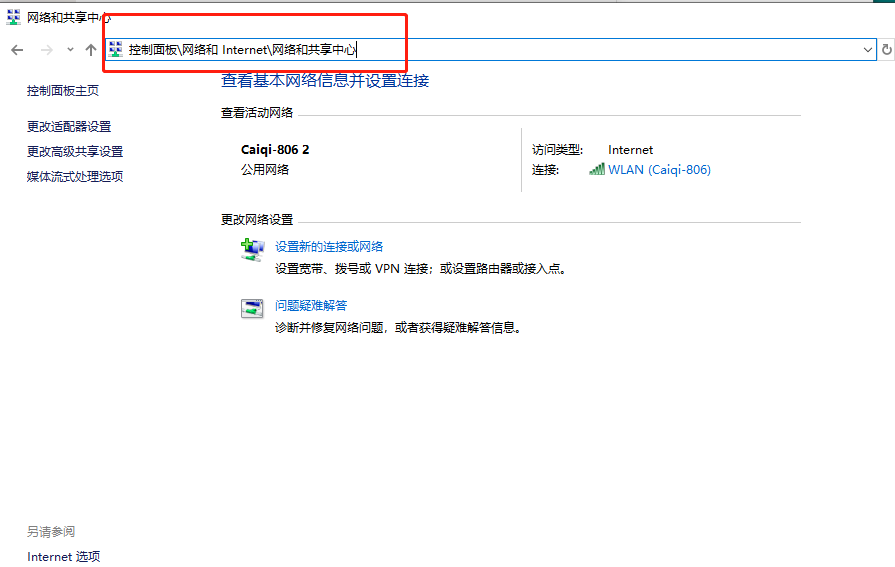 网络和共享中心
控制面板\网络和 Internet\网络和共享中心
控制面板主页
更改适配器设置
更改高级共享设置
媒体流式处理选项
查看基本网络信息并设置连接
查看活动网络
Caiqi-806 2
公用网络
访问类型: Internet
连接: WLAN (Caiqi-806)
更改网络设置
设置新的连接或网络
设置宽带、拨号或 VPN 连接；或设置路由器或接入点。
问题疑难解答
诊断并修复网络问题，或者获得疑难解答信息。
另请参阅
Internet 选项